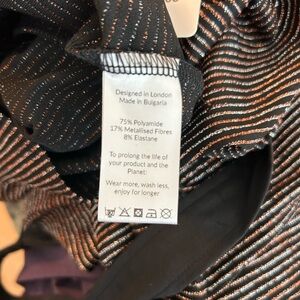 Designed in London
Made in Bulgaria
75% Polyamide
17% Metallised Fibres
8% Elastane
To prolong the life of
your product and the
Planet:
Wear more, wash less,
enjoy for longer